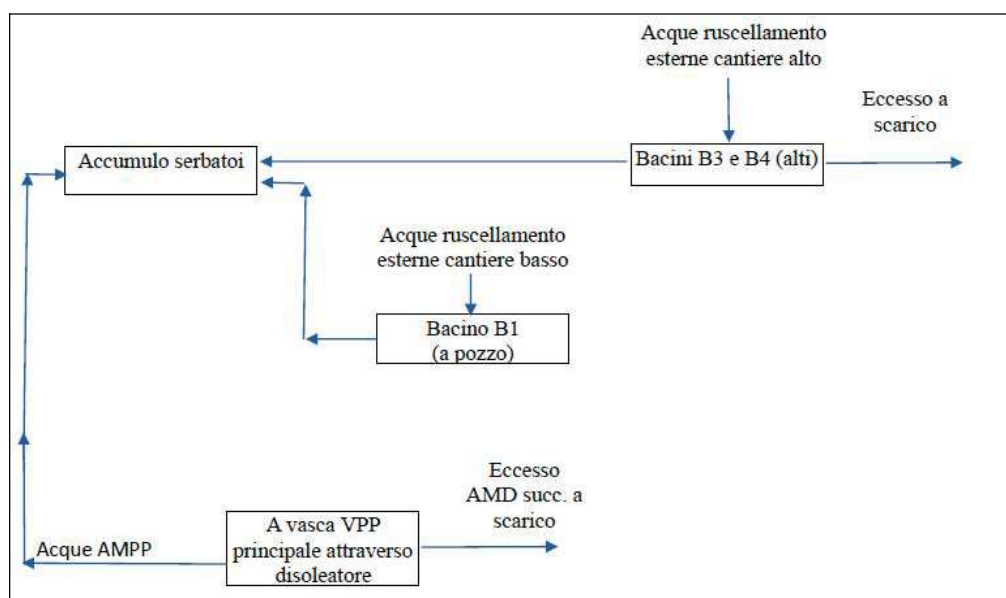 Acque ruscellamento
esterne cantiere alto
Eccesso a
scarico
Accumulo serbatoi
Bacini B3 e B4 (alti)
Acque ruscellamento
esterne cantiere basso
Bacino B1
(a pozzo)
Eccesso
AMD succ. a
scarico
A vasca VPP
principale attraverso
disoleatore
Acque AMPP